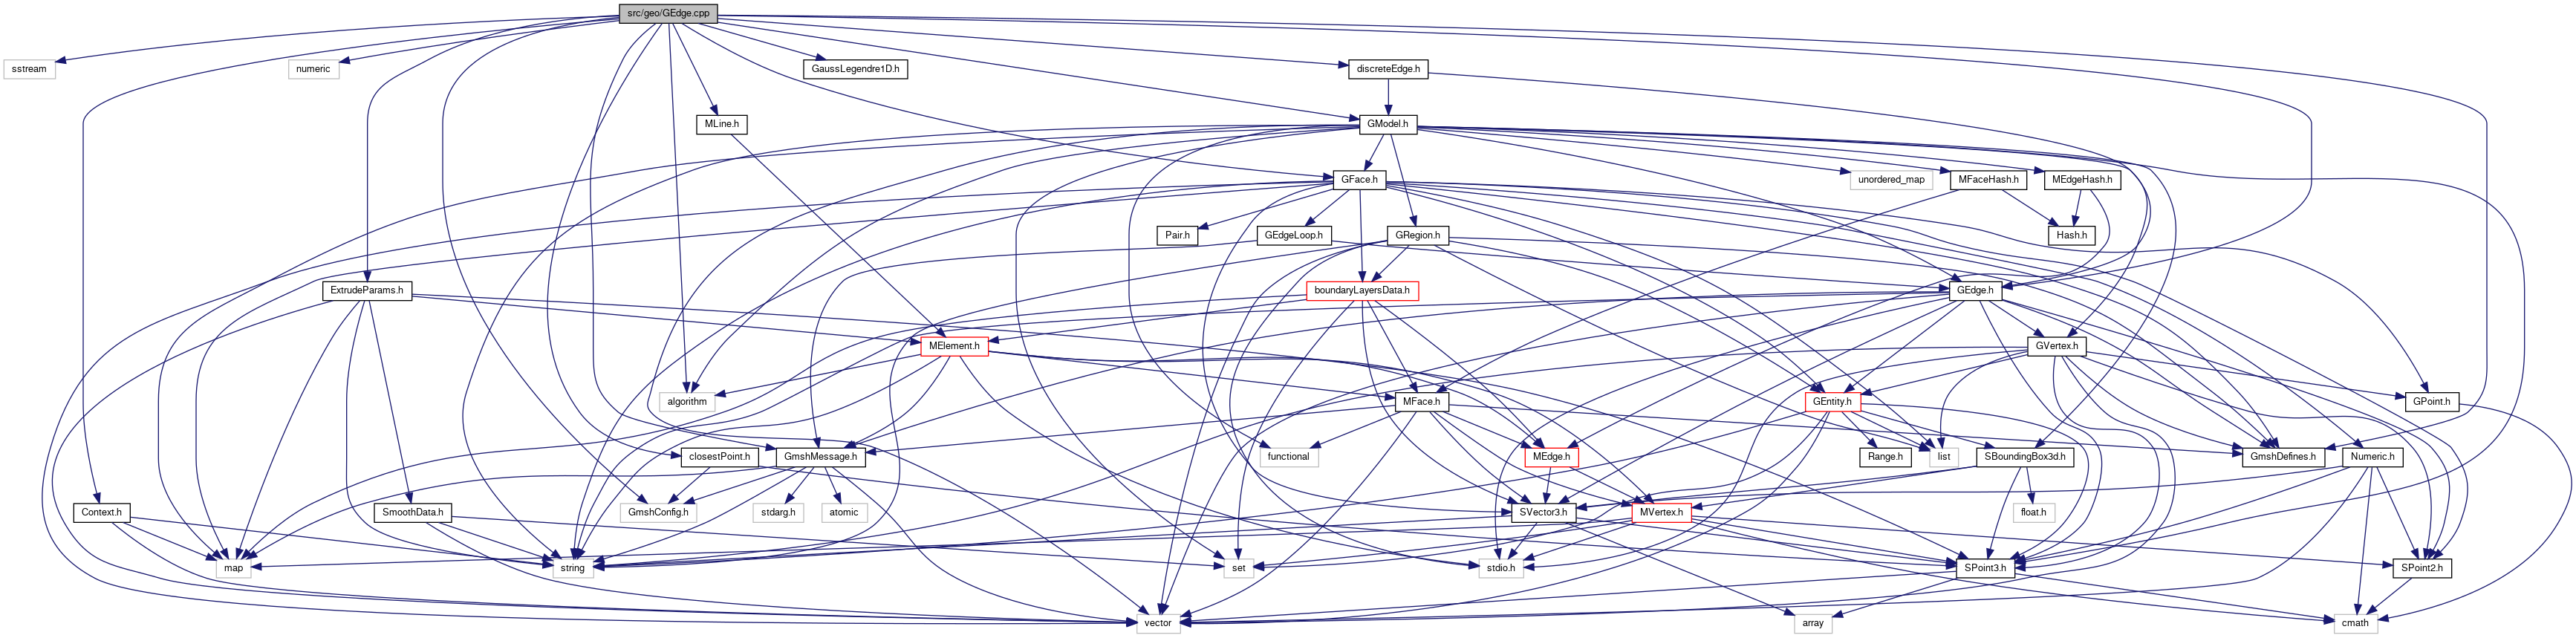 src/geo/GEdge.cpp
sstream
numeric
GaussLegendre1D.h
discreteEdge.h
MLine.h
GModel.h
GFace.h
unordered_map
MFaceHash.h
MEdgeHash.h
Pair.h
GEdgeLoop.h
GRegion.h
Hash.h
ExtrudeParams.h
boundaryLayersData.h
GEdge.h
MElement.h
GVertex.h
algorithm
MFace.h
GEntity.h
GPoint.h
closestPoint.h
GmshMessage.h
functional
MEdge.h
Range.h
list
SBoundingBox3d.h
GmshDefines.h
Numeric.h
Context.h
SmoothData.h
GmshConfig.h
stdarg.h
atomic
SVector3.h
MVertex.h
float.h
map
string
set
stdio.h
SPoint3.h
SPoint2.h
vector
array
cmath